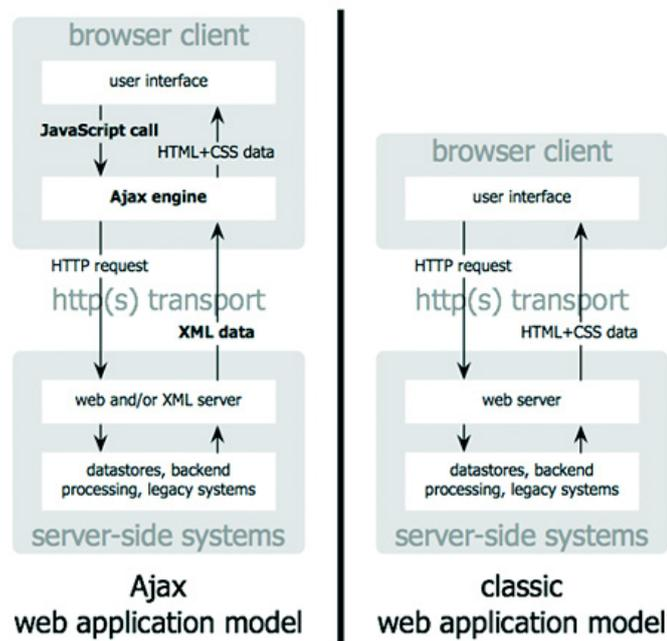 browser client
user interface
JavaScript call
HTML+CSS data
Ajax engine
HTTP request
http(s) transport
XML data
web and/or XML server
datastores, backend
processing, legacy systems
server-side systems
Ajax
web application model
browser client
user interface
HTTP request
http(s) transport
HTML+CSS data
web server
datastores, backend
processing, legacy systems
server-side systems
classic
web application model